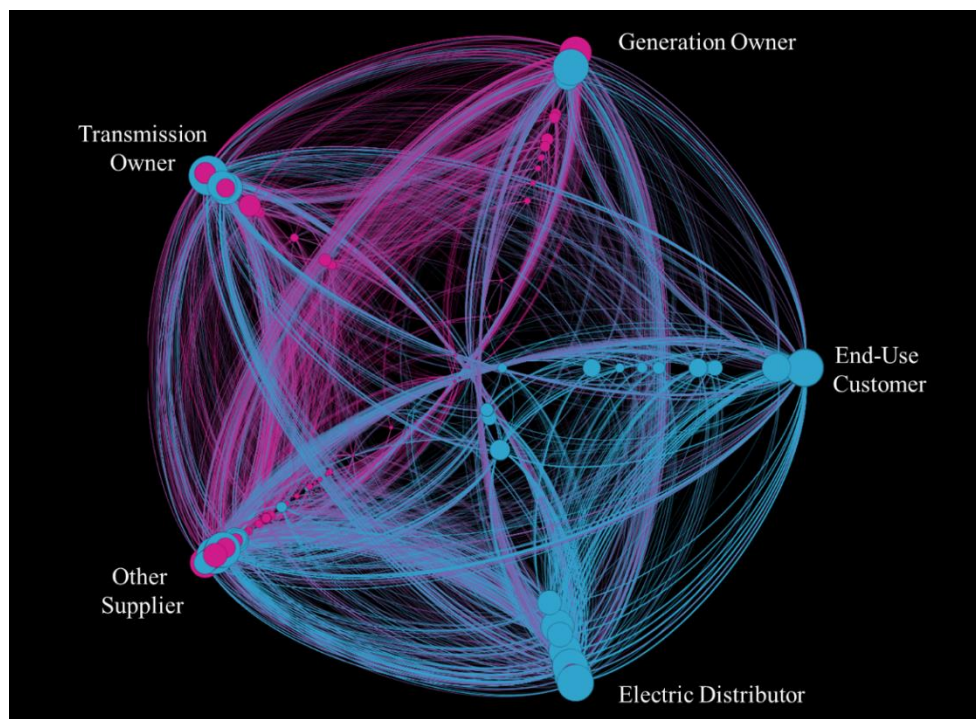 Generation Owner
Transmission
Owner
End-Use
Customer
Other
Supplier
Electric Distributor